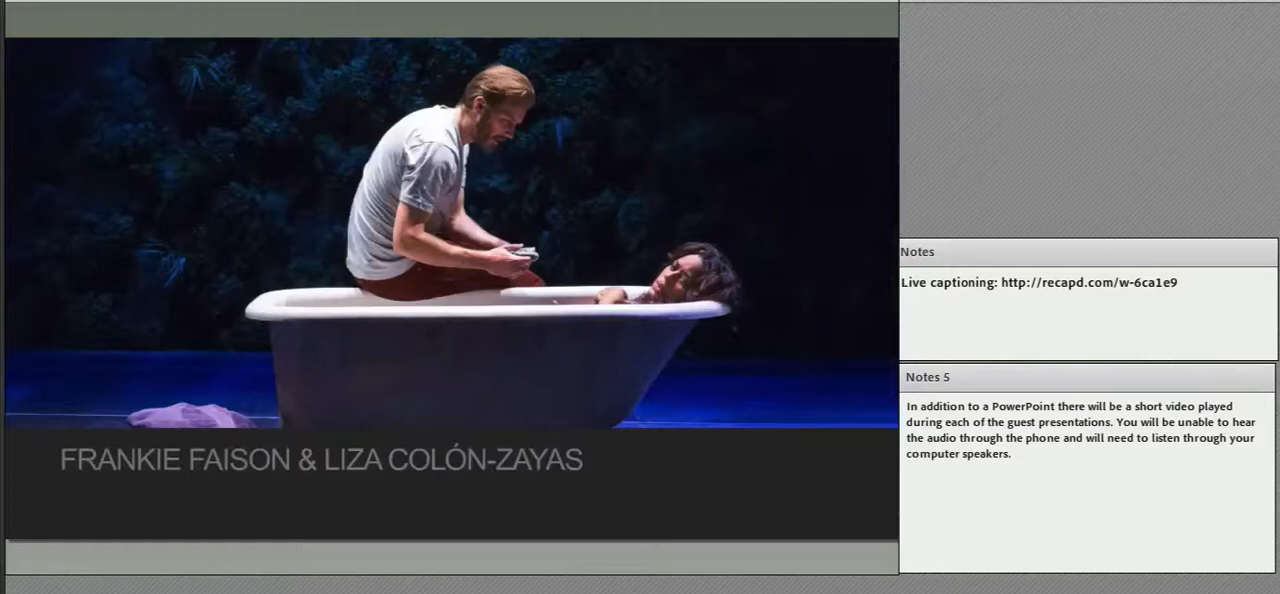 FRANKIE FAISON & LIZA COLÓN-ZAYAS
Notes
Live captioning: http://recapd.com/w-6ca1e9
Notes 5
In addition to a PowerPoint there will be a short video played
during each of the guest presentations. You will be unable to hear
the audio through the phone and will need to listen through your
computer speakers.